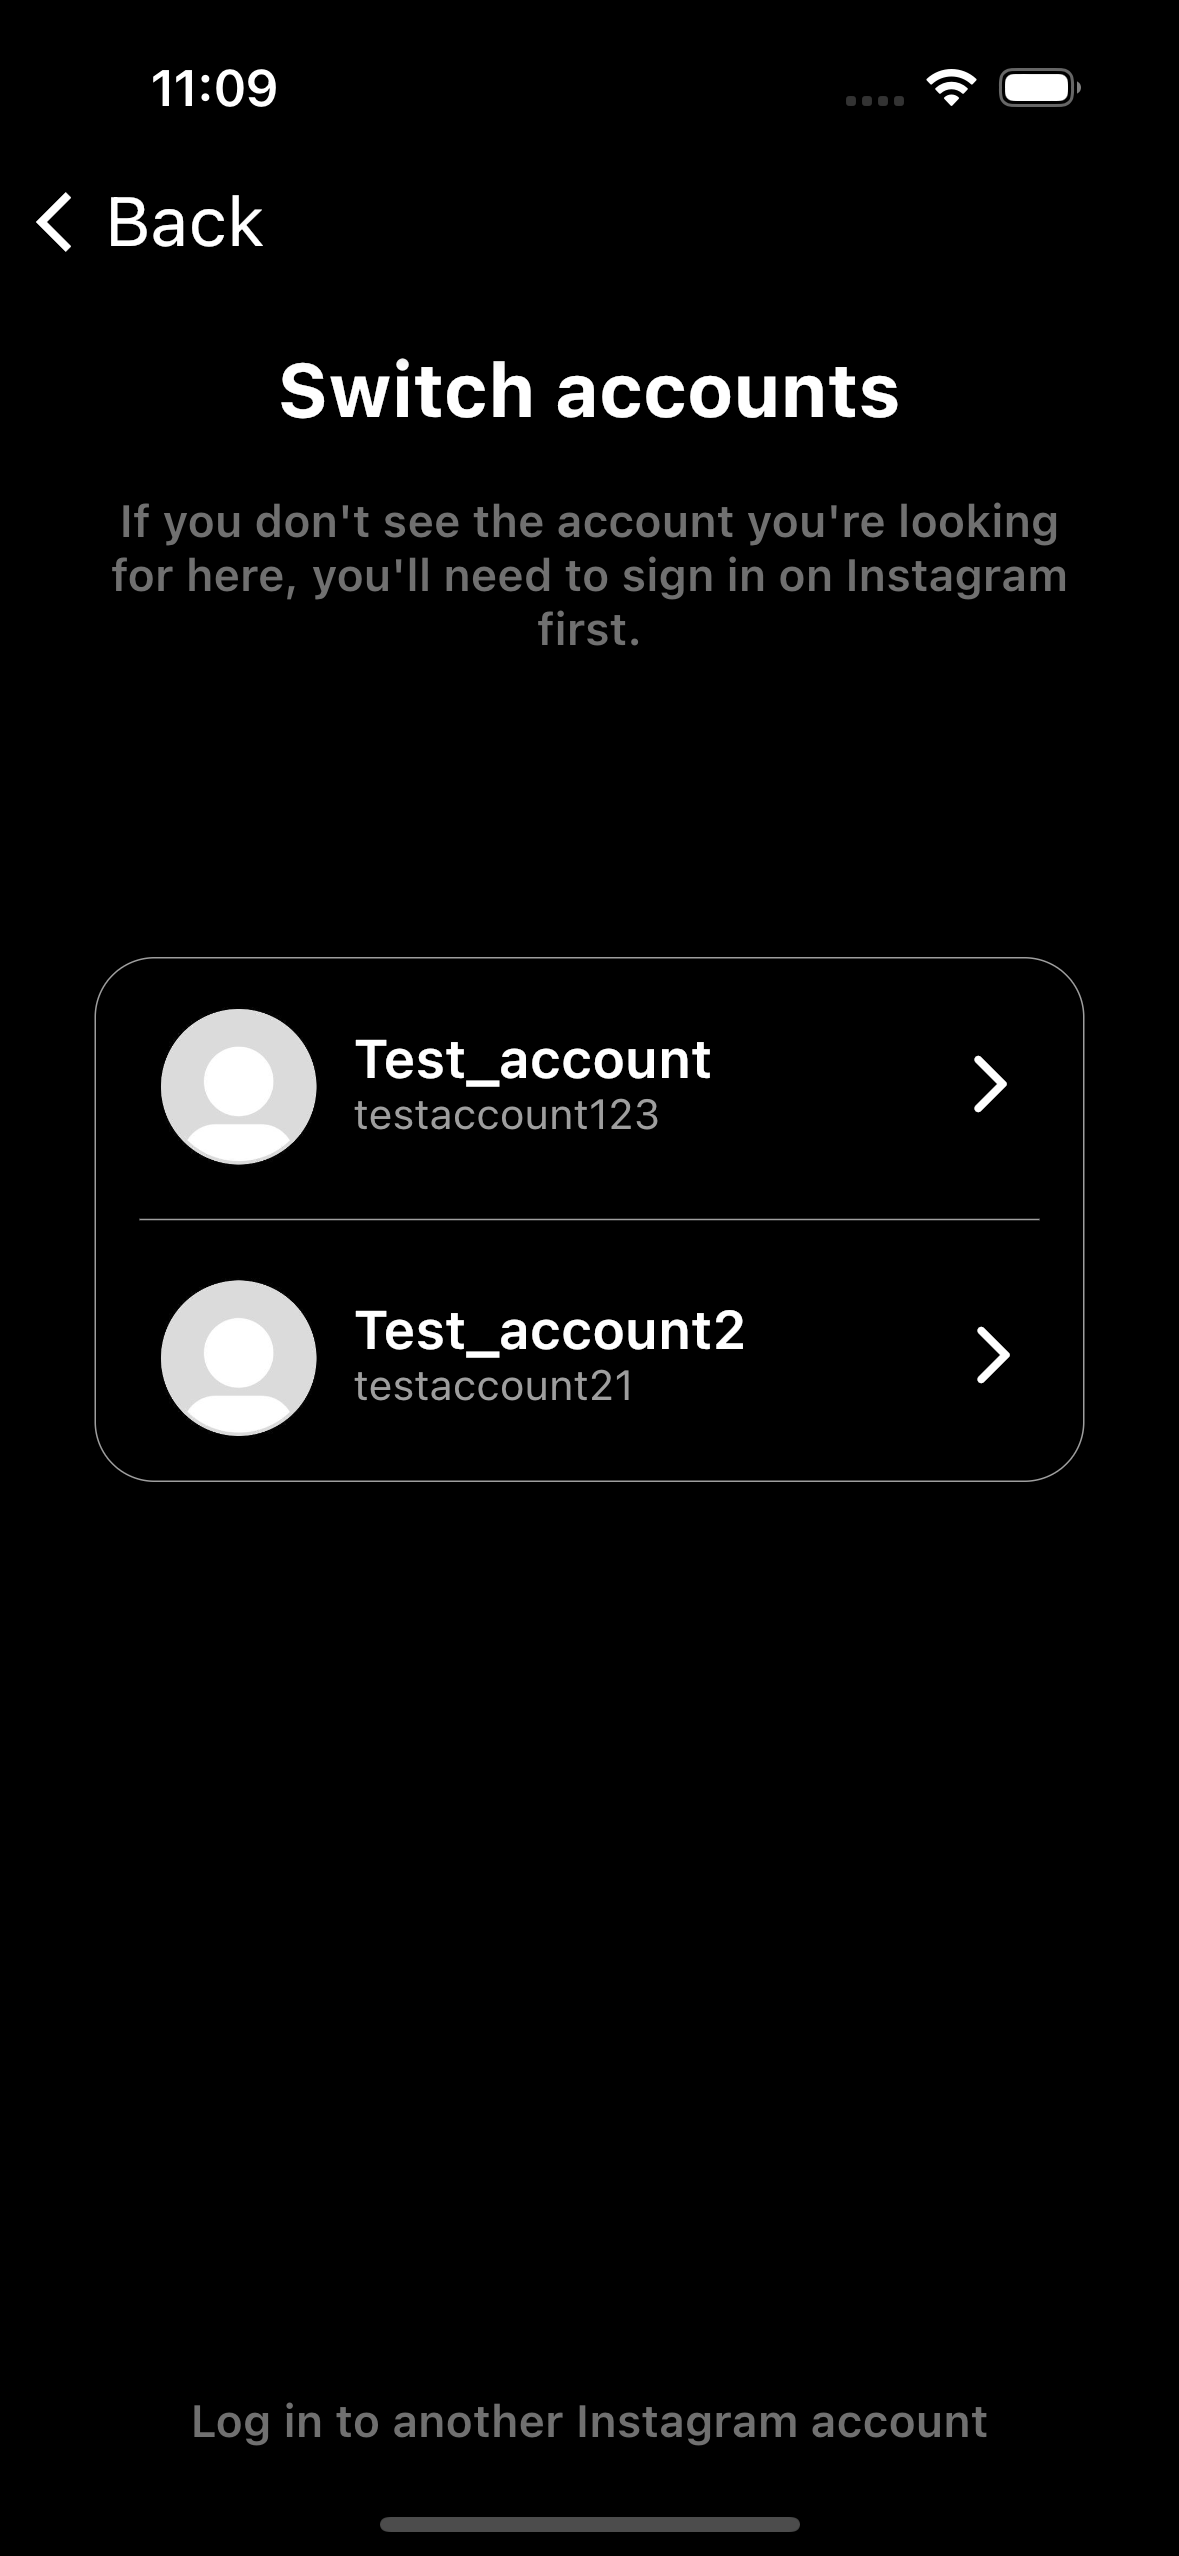 11:09
Back
Switch accounts
If you don't see the account you're looking
for here, you'll need to sign in on Instagram
first.
Test_account
testaccount123
Test_account2
testaccount21
Log in to another Instagram account